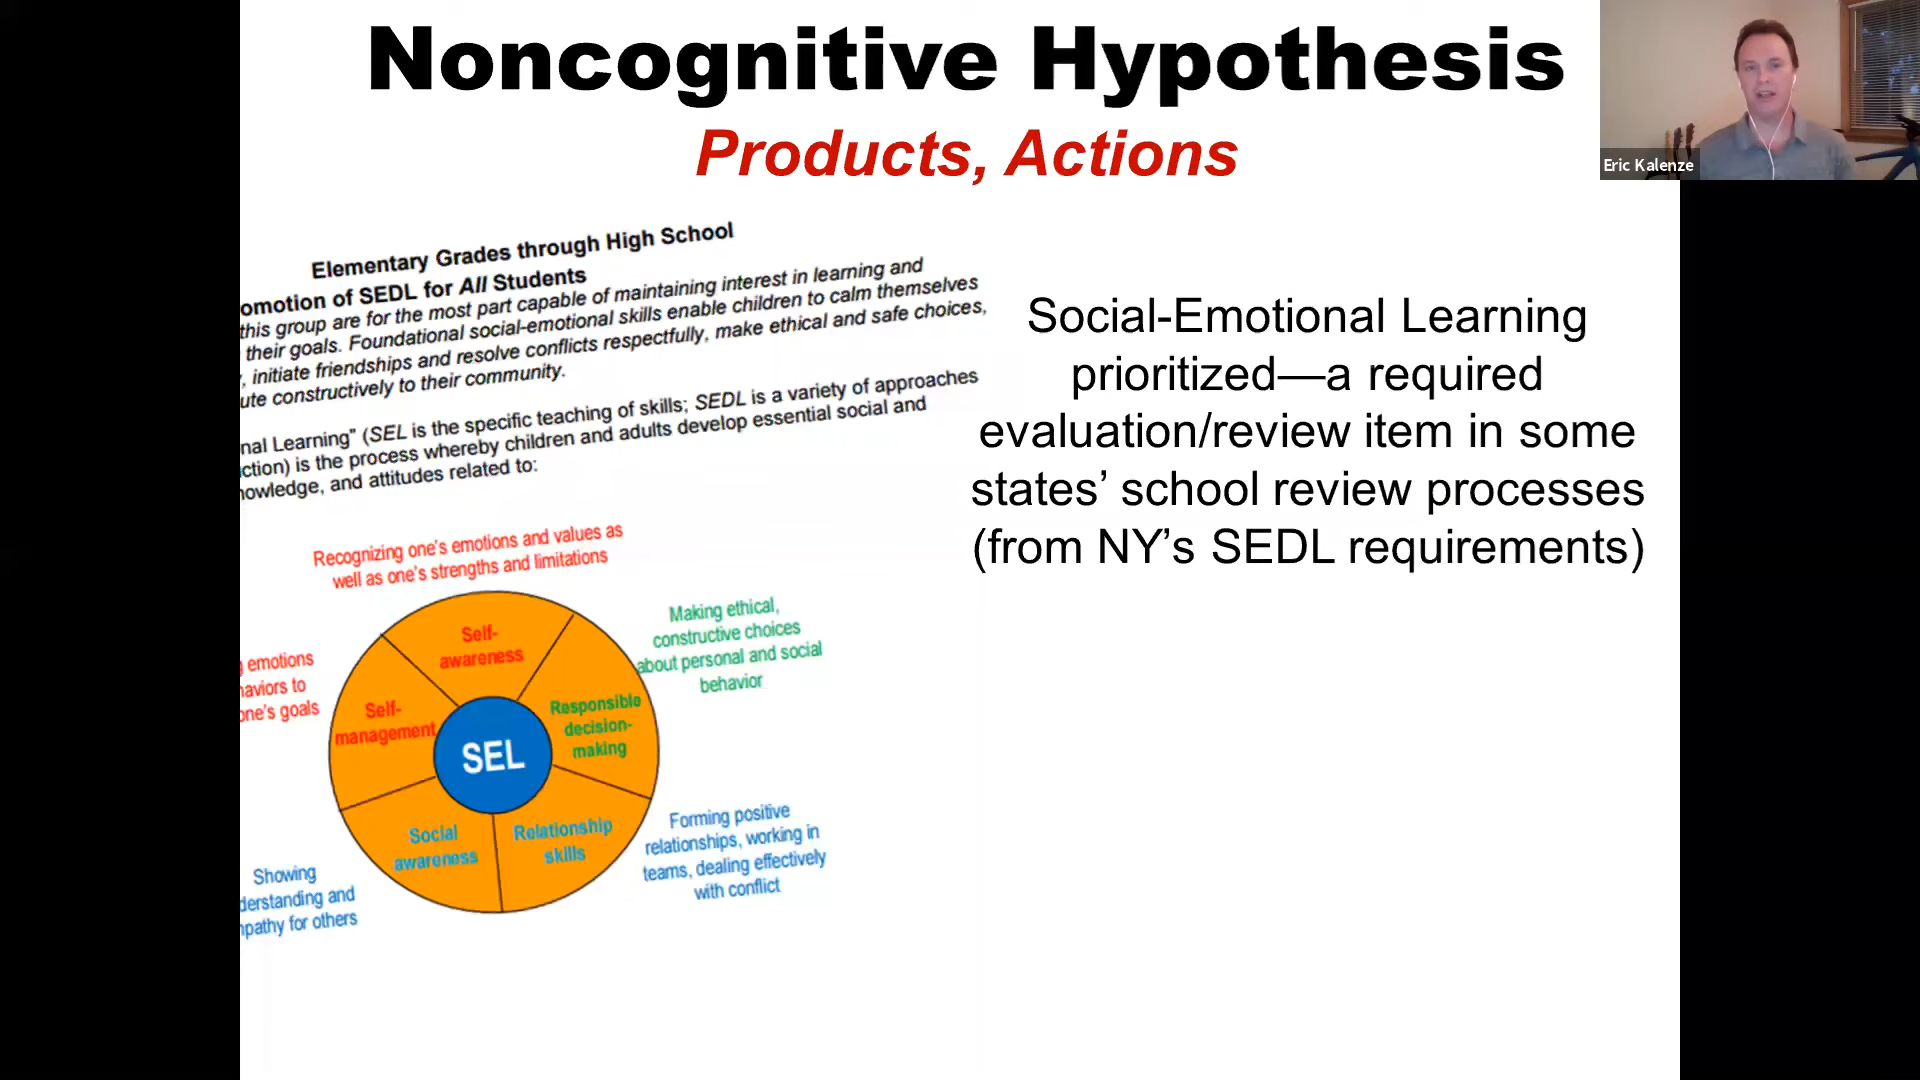 Noncognitive Hypothesis
Products, Actions
Eric Kalenze
Elementary Grades through High School
omotion of SEDL for All Students
this group are for the most part capable of maintaining interest in learning and
their goals. Foundational social-emotional skills enable children to calm themselves
, initiate friendships and resolve conflicts respectfully, make ethical and safe choices,
ute constructively to their community.
nal Learning” (SEL is the specific teaching of skills; SEDL is a variety of approaches
ction) is the process whereby children and adults develop essential social and
nowledge, and attitudes related to:
Social-Emotional Learning
prioritized—a required
evaluation/review item in some
states’ school review processes
(from NY’s SEDL requirements)
Recognizing one’s emotions and values as
well as one’s strengths and limitations
Making ethical,
constructive choices
about personal and social
behavior
emotions
haviors to
one’s goals
Self-
awareness
Self-
management
Responsible
decision-
making
SEL
Social
awareness
Relationship
skills
Forming positive
relationships, working in
teams, dealing effectively
with conflict
Showing
derstanding and
pathy for others